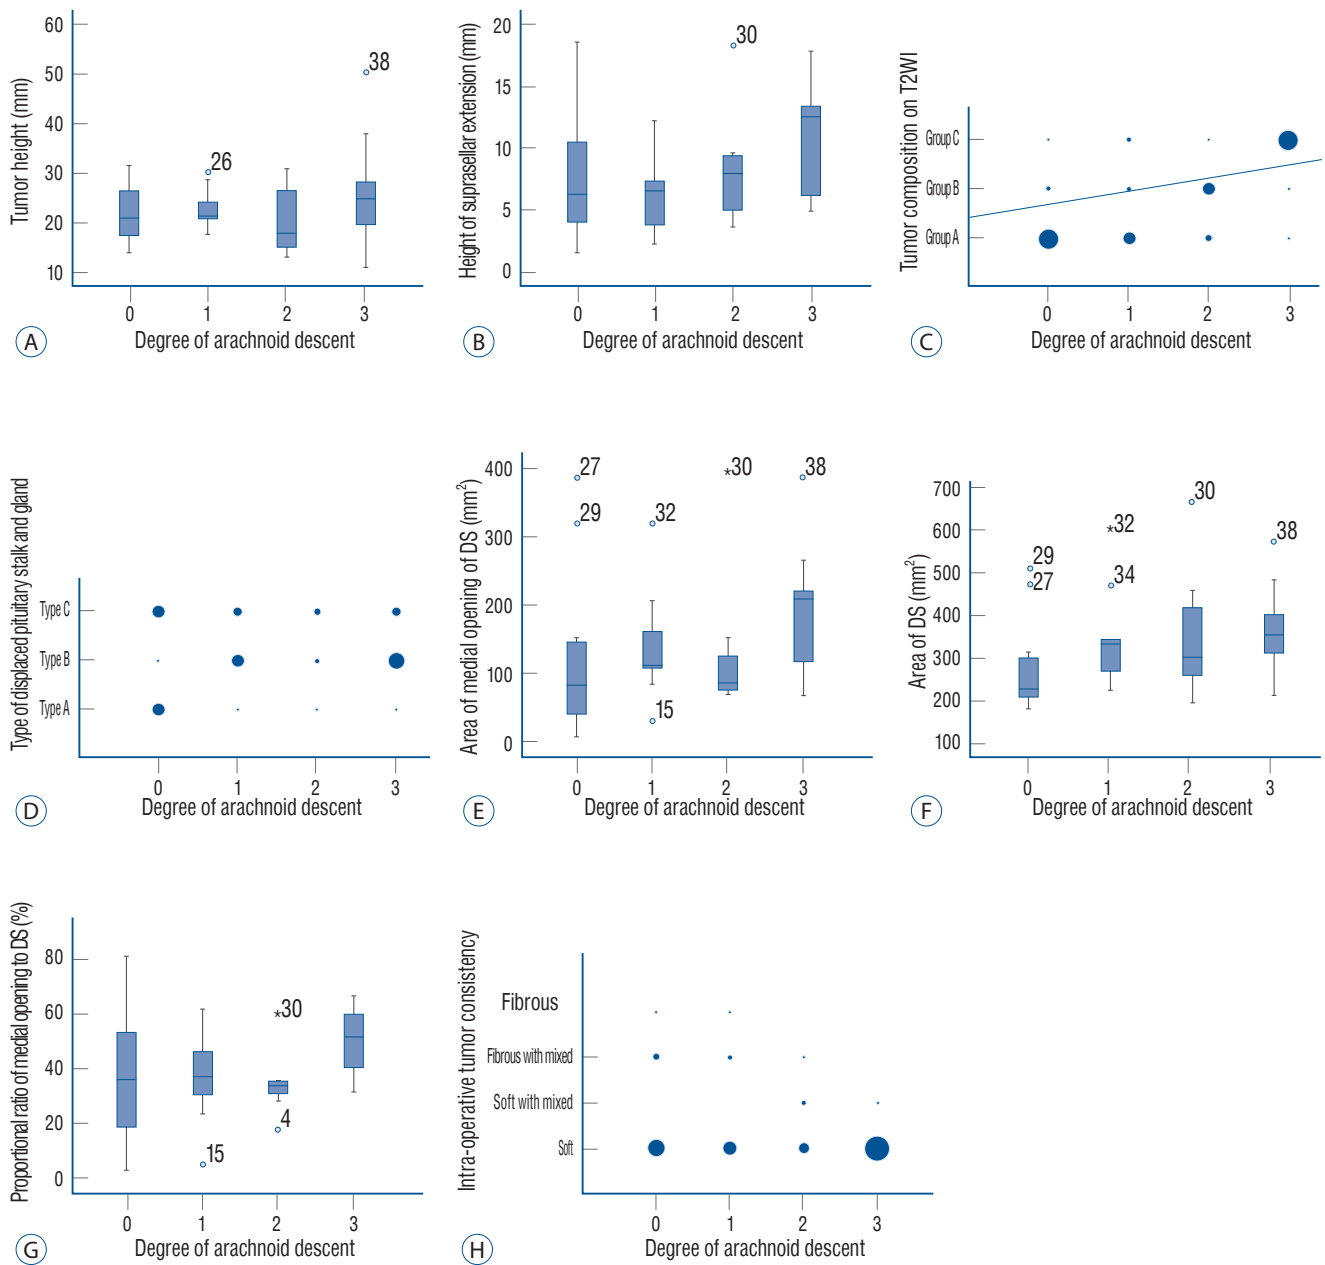 Tumor height (mm)
60
50
40
30
20
10
26
38
0 1 2 3
Degree of arachnoid descent
A
Height of suprasellar extension (mm)
20
15
10
5
0
30
0 1 2 3
Degree of arachnoid descent
B
Tumor composition on T2WI
Group C
Group B
Group A
0 1 2 3
Degree of arachnoid descent
C
Type of displaced pituitary stalk and gland
Type C
Type B
Type A
0 1 2 3
Degree of arachnoid descent
D
Area of medial opening of DS (mm²)
400
300
200
100
0
27
29
32
15
*30
38
0 1 2 3
Degree of arachnoid descent
E
Area of DS (mm²)
700
600
500
400
300
200
100
29
27
*32
34
30
38
0 1 2 3
Degree of arachnoid descent
F
Proportional ratio of medial opening to DS (%)
80
60
40
20
0
15
*30
4
0 1 2 3
Degree of arachnoid descent
G
Intra-operative tumor consistency
Fibrous
Fibrous with mixed
Soft with mixed
Soft
0 1 2 3
Degree of arachnoid descent
H